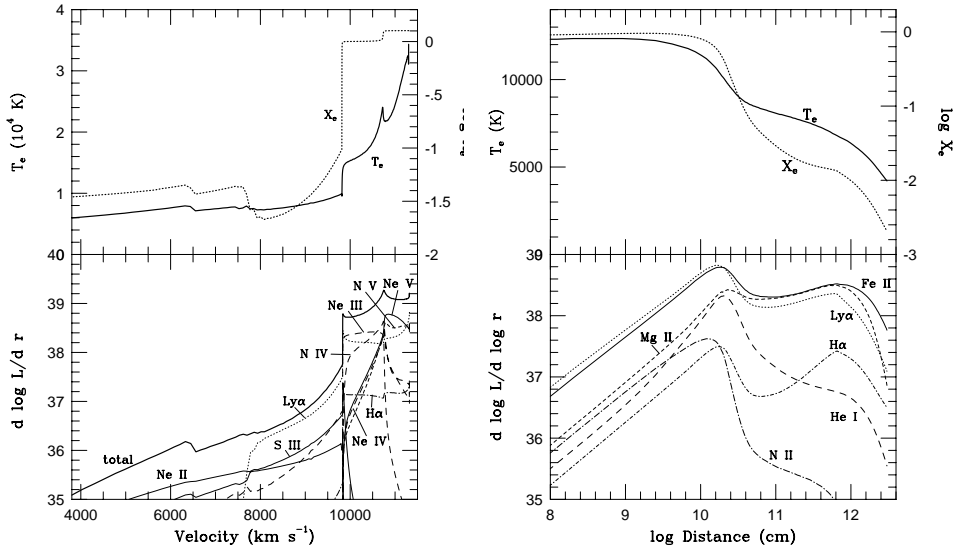 4
3
2
1
0
T_e (10^4 K)
0
-.5
-1
-1.5
-2
X_e
T_e
10000
5000
T_e (K)
0
-1
-2
-3
log X_e
T_e
X_e
40
39
38
37
36
35
d log L/d r
N V
Ne V
Ne III
N IV
Lyα
Hα
S III
Ne IV
total
Ne II
4000
6000
8000
10000
Velocity (km s^-1)
39
38
37
36
35
d log L/d log r
Fe II
Lyα
Mg II
Hα
He I
N II
8
9
10
11
12
log Distance (cm)